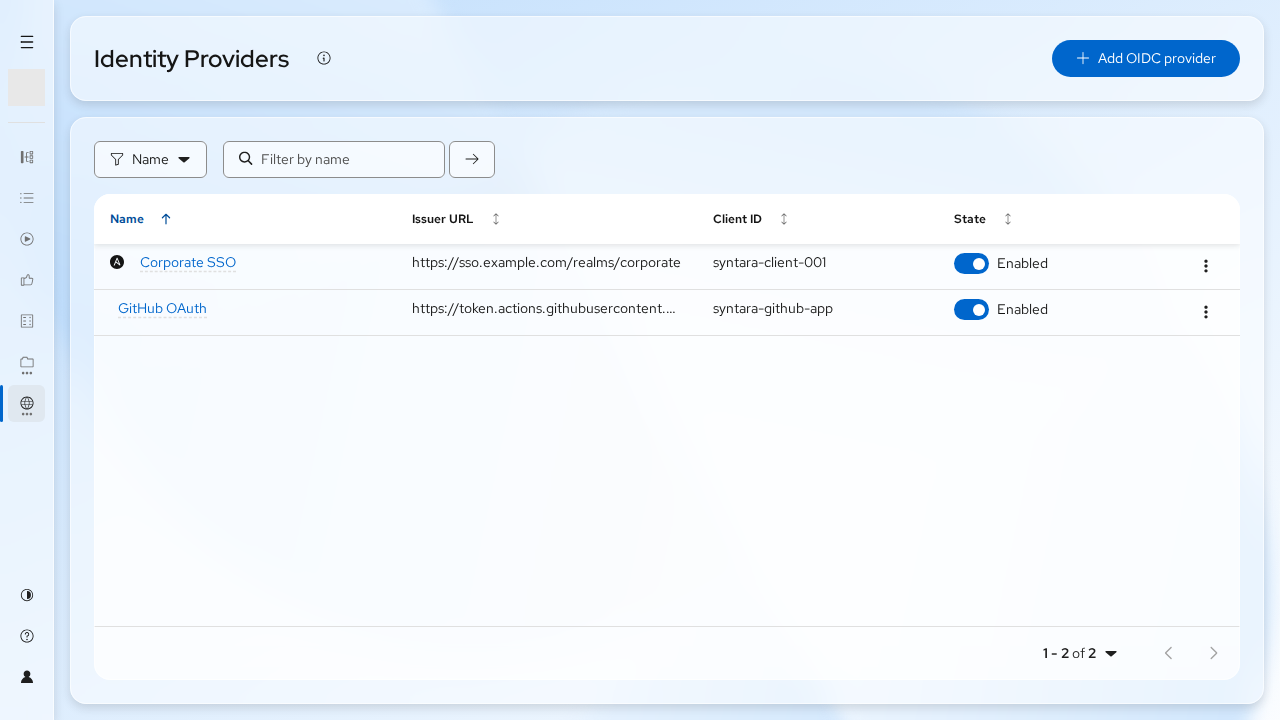 Identity Providers
Add OIDC provider
Name
Filter by name
Name Issuer URL Client ID State
Corporate SSO https://sso.example.com/realms/corporate syntara-client-001 Enabled
GitHub OAuth https://token.actions.githubusercontent.... syntara-github-app Enabled
1 - 2 of 2